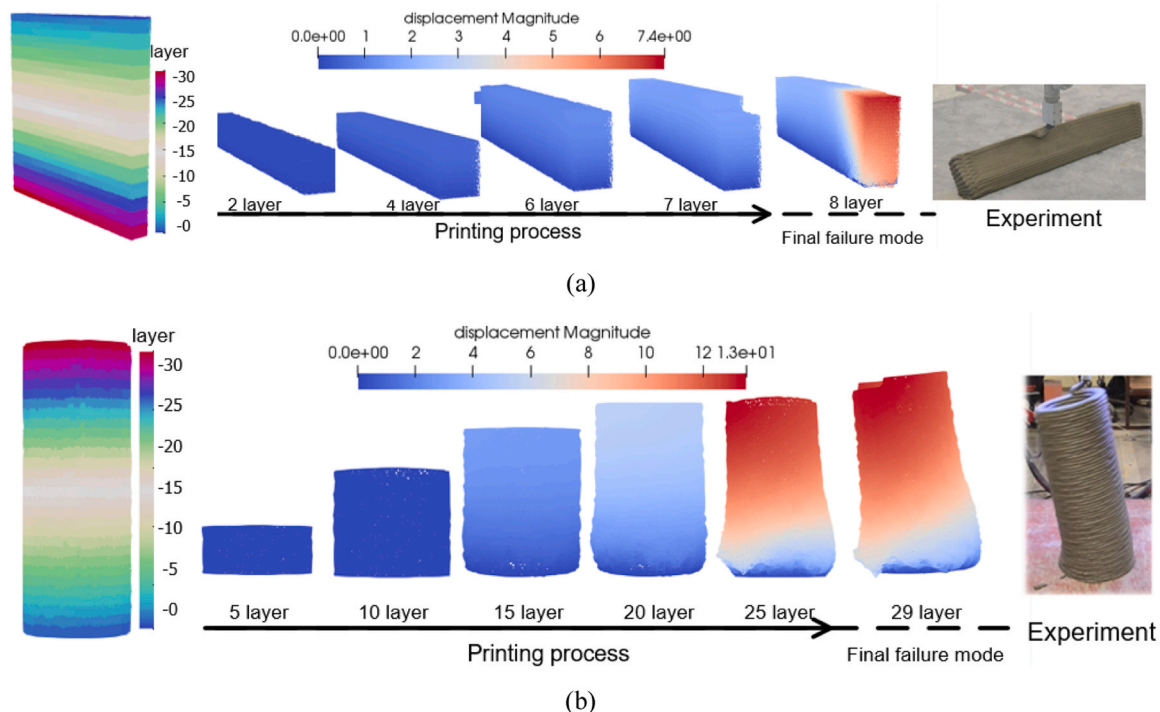 displacement Magnitude
0.0e+00 1 2 3 4 5 6 7.4e+00
layer
-30
-25
-20
-15
-10
-5
-0
2 layer 4 layer 6 layer 7 layer 8 layer
Printing process
Final failure mode
Experiment
(a)
displacement Magnitude
0.0e+00 2 4 6 8 10 12 1.3e+01
layer
-30
-25
-20
-15
-10
-5
-0
5 layer 10 layer 15 layer 20 layer 25 layer 29 layer
Printing process
Final failure mode
Experiment
(b)